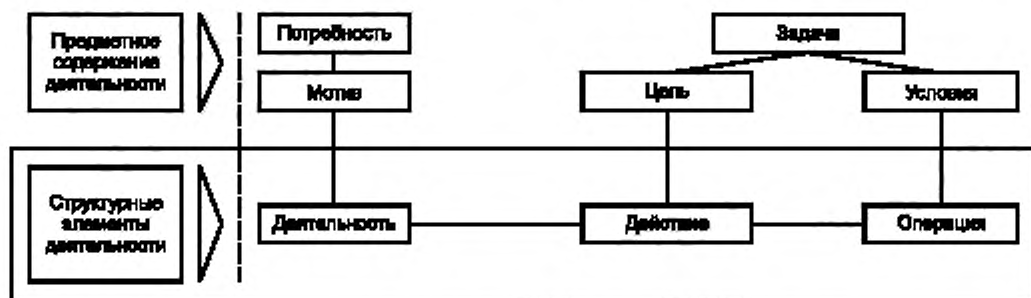 Предметное
содержание
деятельности
Потребность
Мотив
Задача
Цель
Условия
Структурные
элементы
деятельности
Деятельность
Действие
Операция